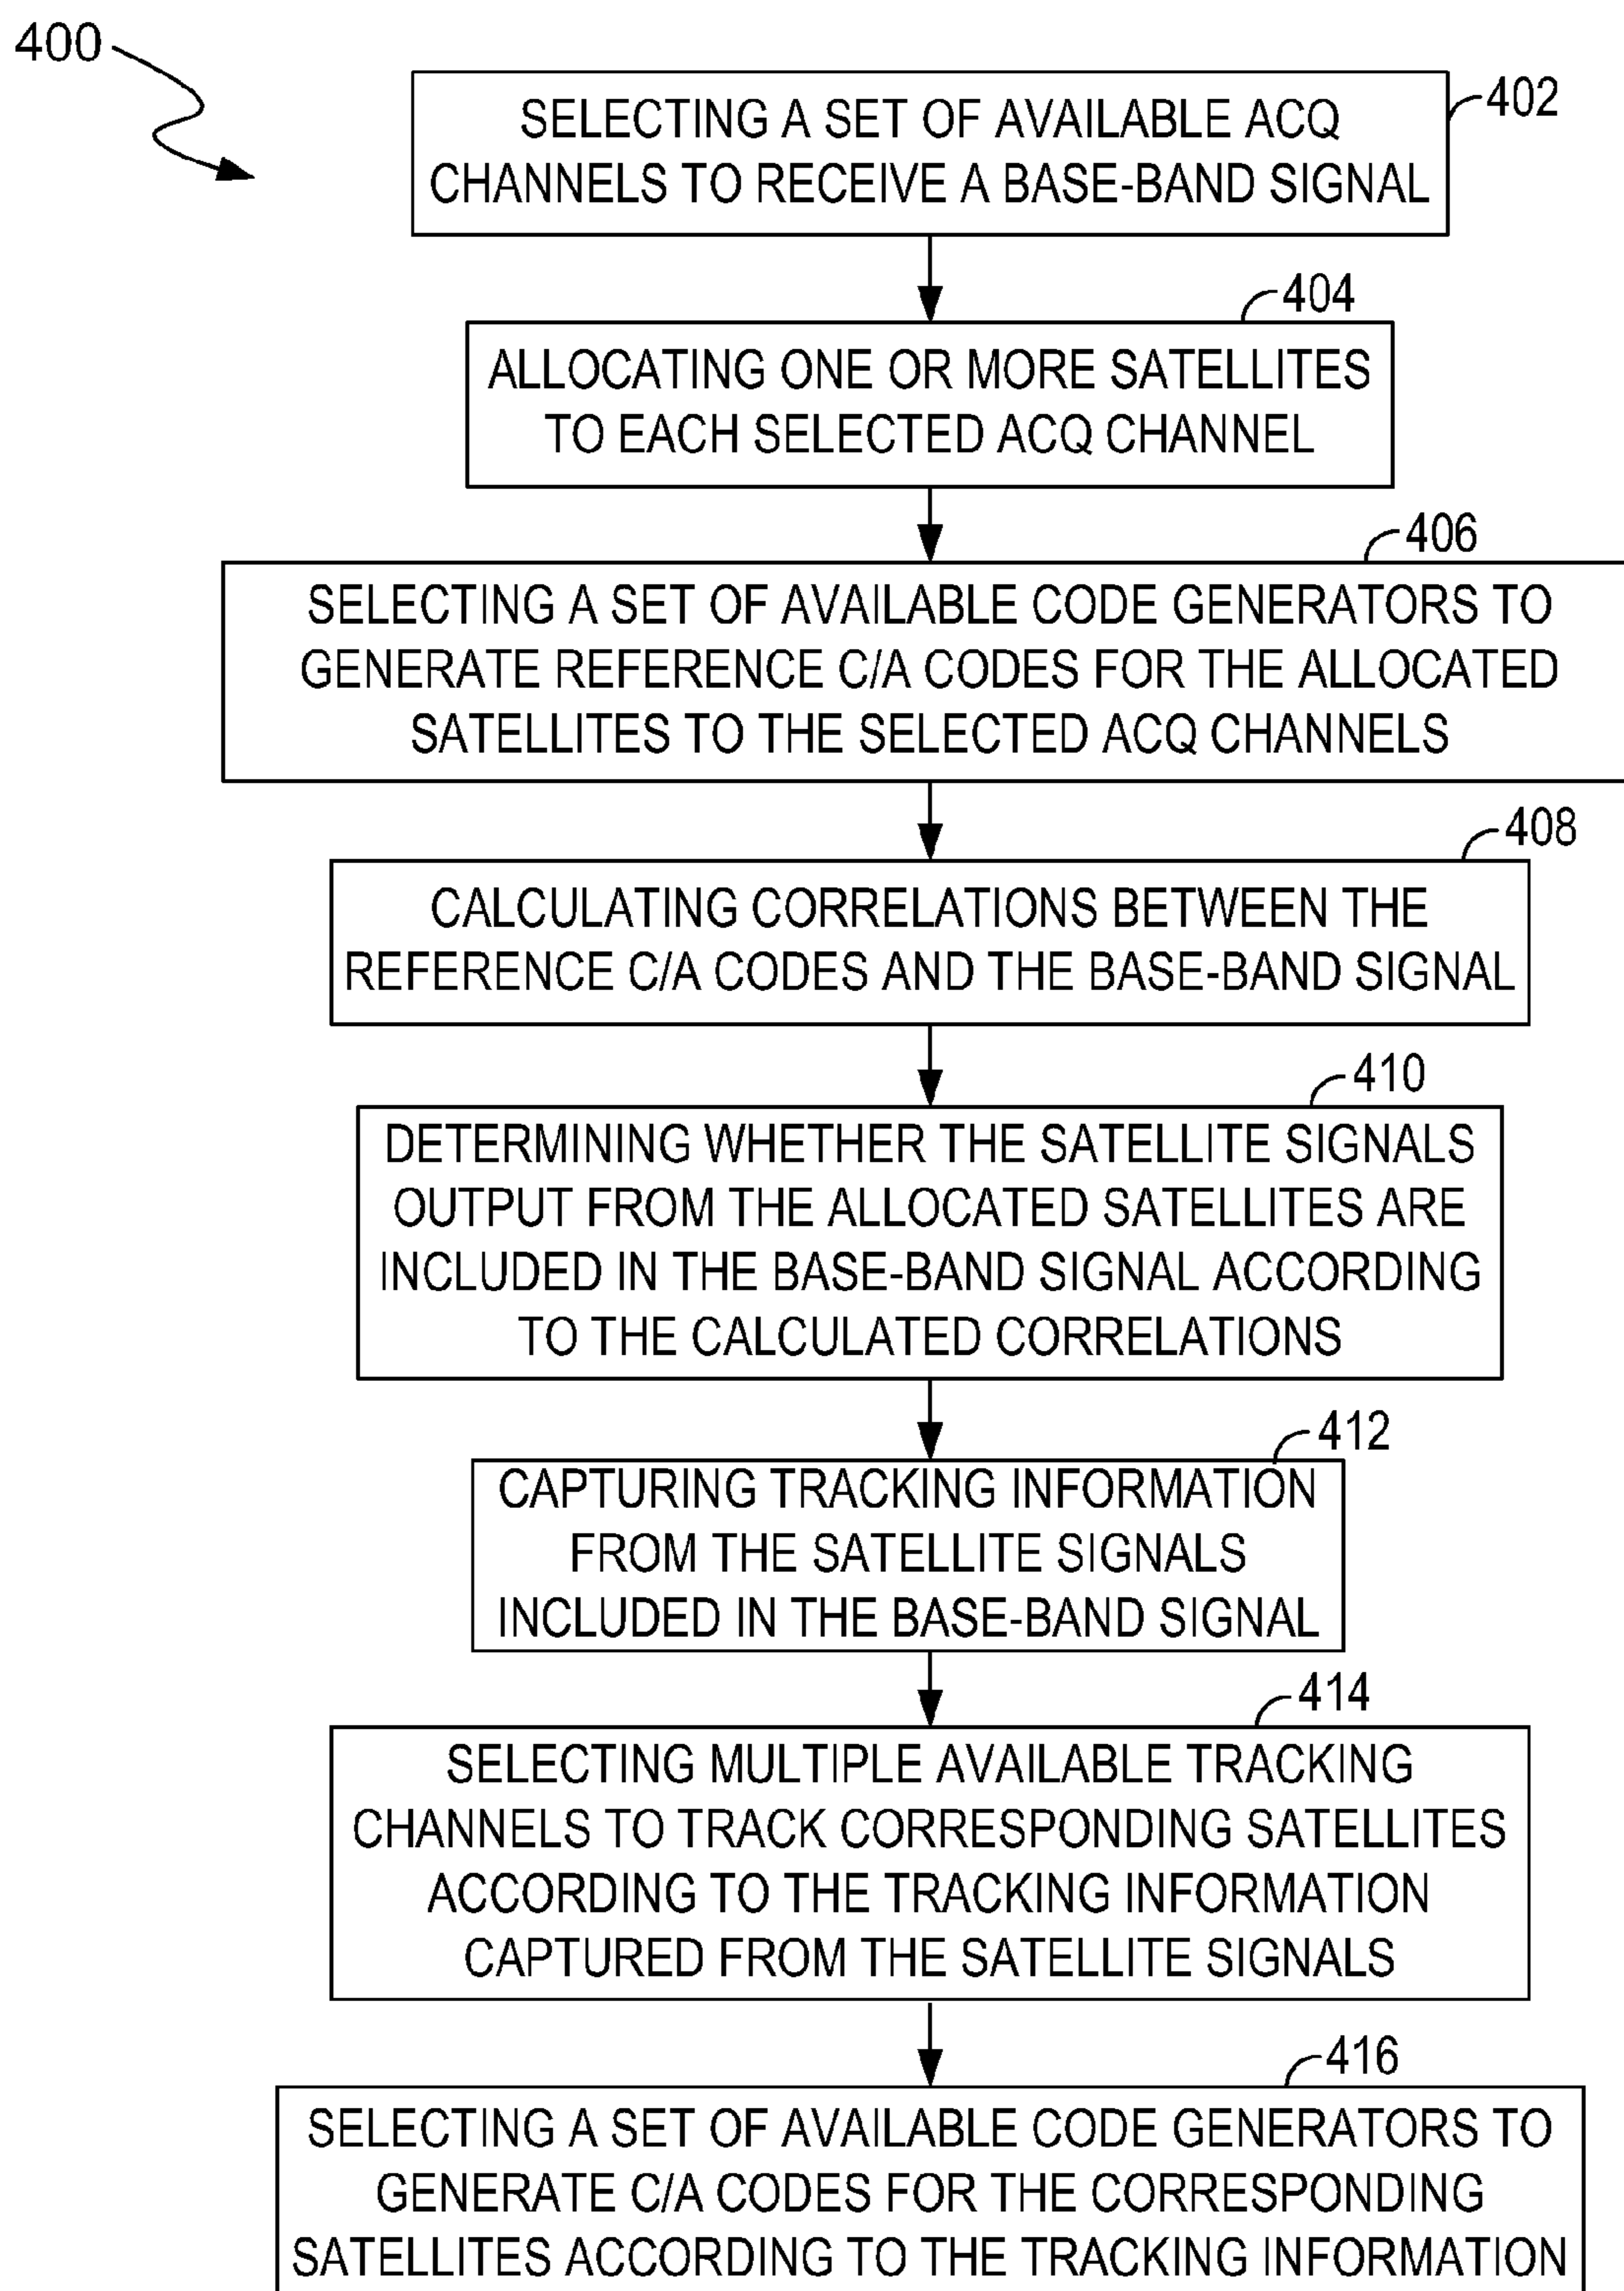 400
402
SELECTING A SET OF AVAILABLE ACQ
CHANNELS TO RECEIVE A BASE-BAND SIGNAL
404
ALLOCATING ONE OR MORE SATELLITES
TO EACH SELECTED ACQ CHANNEL
406
SELECTING A SET OF AVAILABLE CODE GENERATORS TO
GENERATE REFERENCE C/A CODES FOR THE ALLOCATED
SATELLITES TO THE SELECTED ACQ CHANNELS
408
CALCULATING CORRELATIONS BETWEEN THE
REFERENCE C/A CODES AND THE BASE-BAND SIGNAL
410
DETERMINING WHETHER THE SATELLITE SIGNALS
OUTPUT FROM THE ALLOCATED SATELLITES ARE
INCLUDED IN THE BASE-BAND SIGNAL ACCORDING
TO THE CALCULATED CORRELATIONS
412
CAPTURING TRACKING INFORMATION
FROM THE SATELLITE SIGNALS
INCLUDED IN THE BASE-BAND SIGNAL
414
SELECTING MULTIPLE AVAILABLE TRACKING
CHANNELS TO TRACK CORRESPONDING SATELLITES
ACCORDING TO THE TRACKING INFORMATION
CAPTURED FROM THE SATELLITE SIGNALS
416
SELECTING A SET OF AVAILABLE CODE GENERATORS TO
GENERATE C/A CODES FOR THE CORRESPONDING
SATELLITES ACCORDING TO THE TRACKING INFORMATION